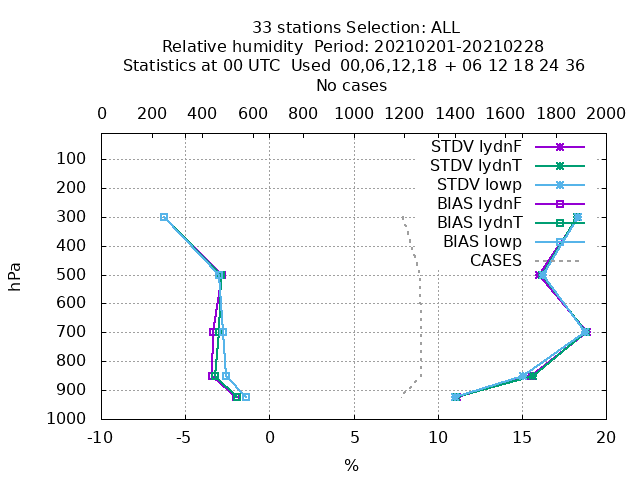 33 stations Selection: ALL
Relative humidity  Period: 20210201-20210228
Statistics at 00 UTC  Used  00,06,12,18  + 06 12 18 24 36
No cases
0 200 400 600 800 1000 1200 1400 1600 1800 2000
STDV lydnF
STDV lydnT
STDV lowp
BIAS lydnF
BIAS lydnT
BIAS lowp
CASES
100
200
300
400
500
600
700
800
900
1000
hPa
-10 -5 0 5 10 15 20
%